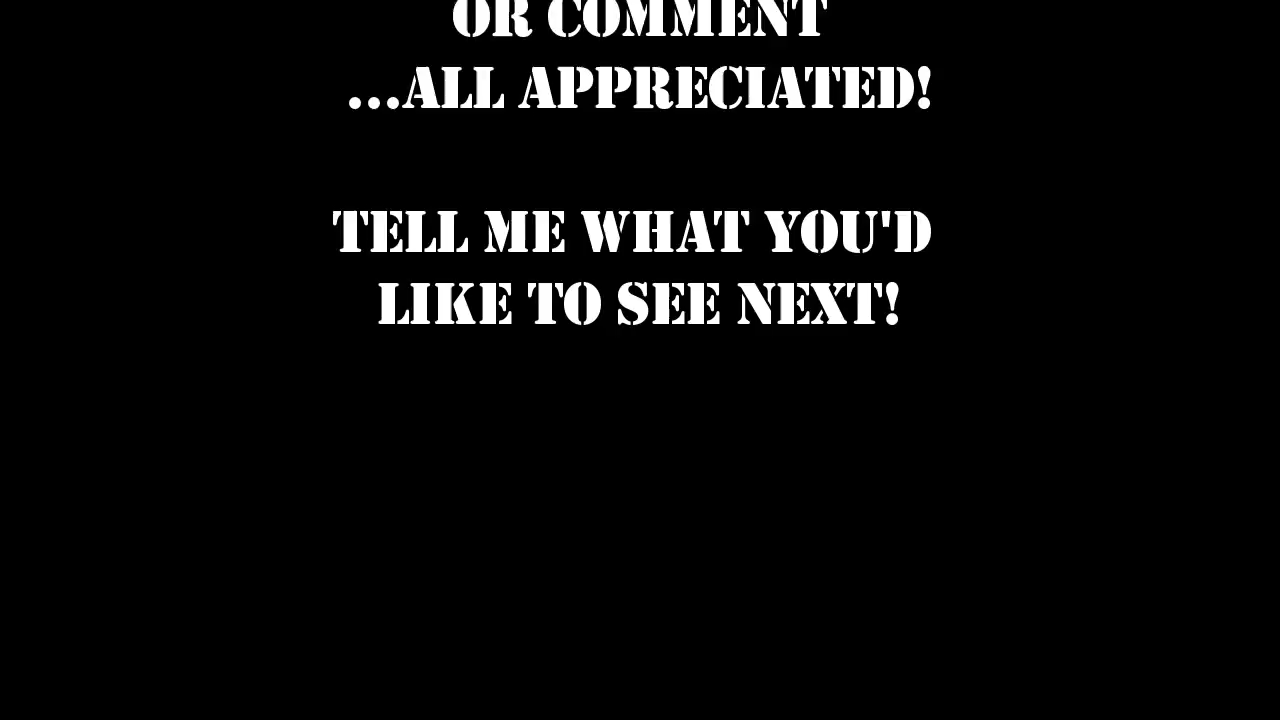 OR COMMENT
...ALL APPRECIATED!
TELL ME WHAT YOU'D
LIKE TO SEE NEXT!